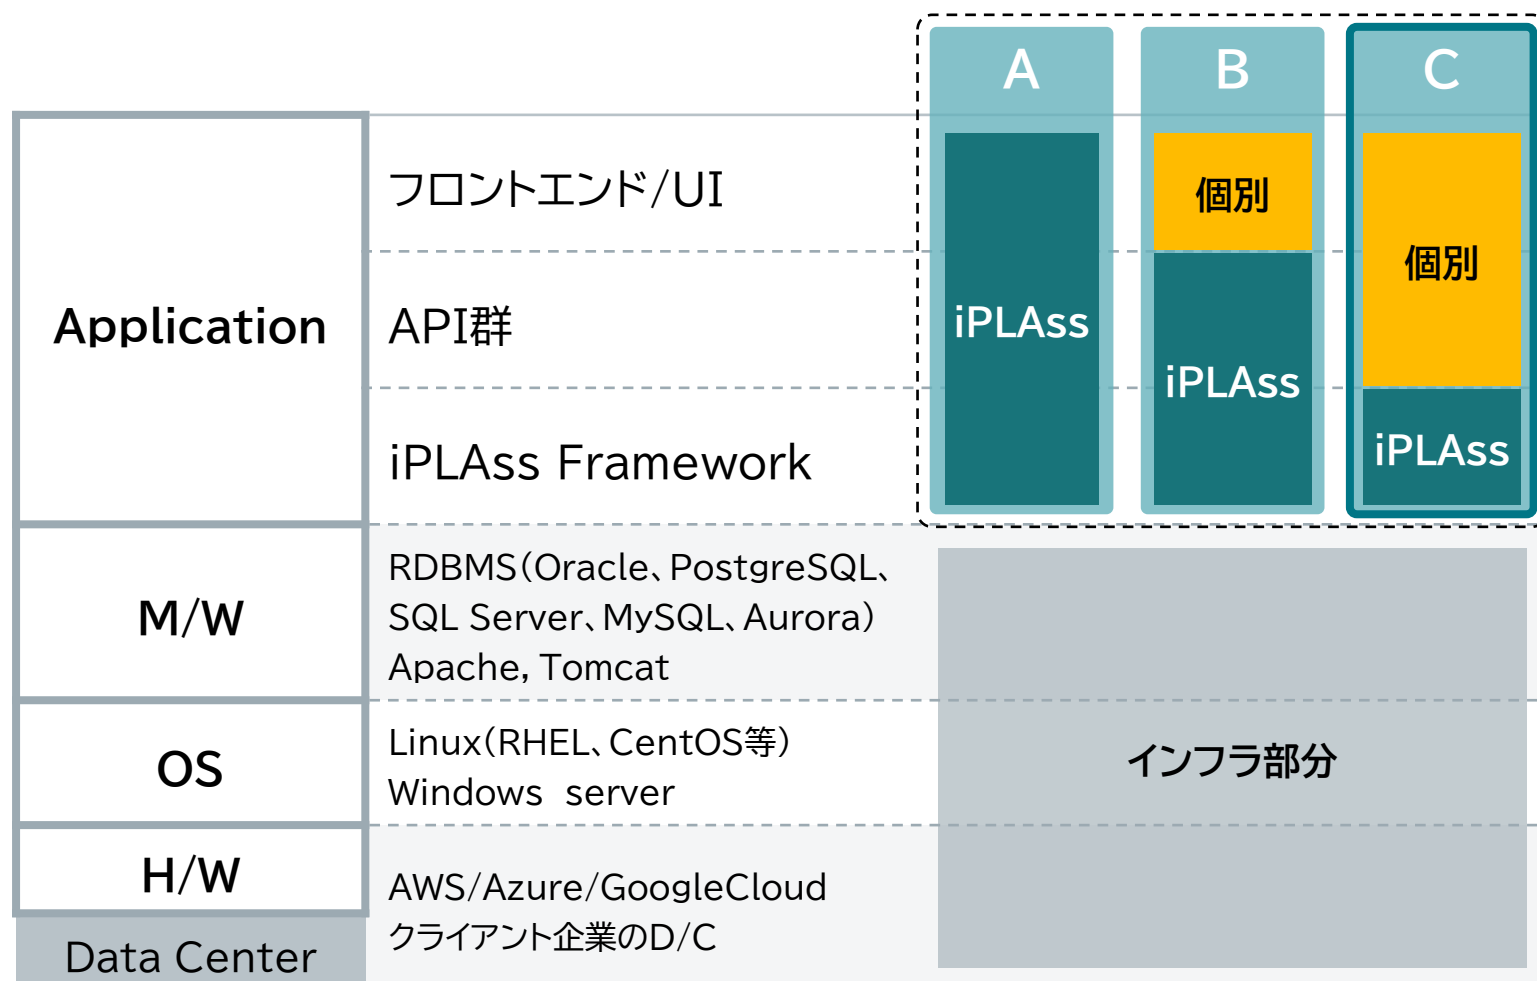 A
B
C
Application
フロントエンド/UI
個別
個別
API群
iPLAss
iPLAss
iPLAss Framework
iPLAss
M/W
RDBMS(Oracle、PostgreSQL、
SQL Server、MySQL、Aurora)
Apache, Tomcat
OS
Linux(RHEL、CentOS等)
Windows server
インフラ部分
H/W
AWS/Azure/GoogleCloud
クライアント企業のD/C
Data Center